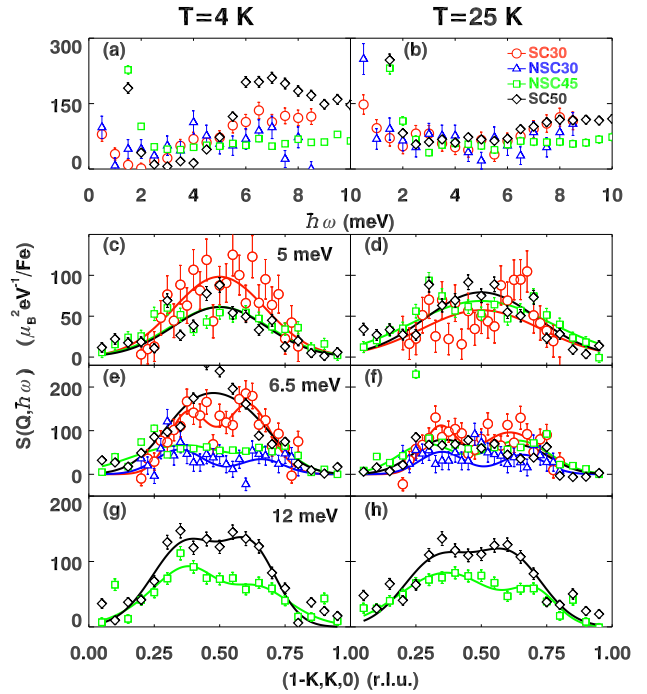 T=4 K
T=25 K
300
150
0
(a)
(b)
SC30
NSC30
NSC45
SC50
0 2 4 6 8 10
0 2 4 6 8 10
ħω (meV)
S(Q,ħω) (μ_B²eV⁻¹/Fe)
100
50
0
(c)
5 meV
(d)
200
100
0
(e)
6.5 meV
(f)
200
100
0
(g)
12 meV
(h)
0.00 0.25 0.50 0.75 0.00 0.25 0.50 0.75 1.00
(1-K,K,0) (r.l.u.)